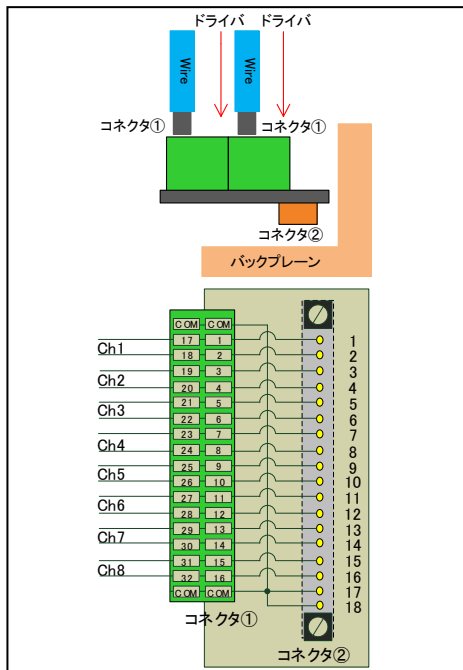 ドライバ ドライバ
Wire Wire
コネクタ① コネクタ①
コネクタ②
バックプレーン
COM COM
17 1 1
Ch1 18 2 2
19 3 3
Ch2 20 4 4
21 5 5
Ch3 22 6 6
23 7 7
Ch4 24 8 8
25 9 9
Ch5 26 10 10
27 11 11
Ch6 28 12 12
29 13 13
Ch7 30 14 14
31 15 15
Ch8 32 16 16
COM COM 17
18
コネクタ① コネクタ②